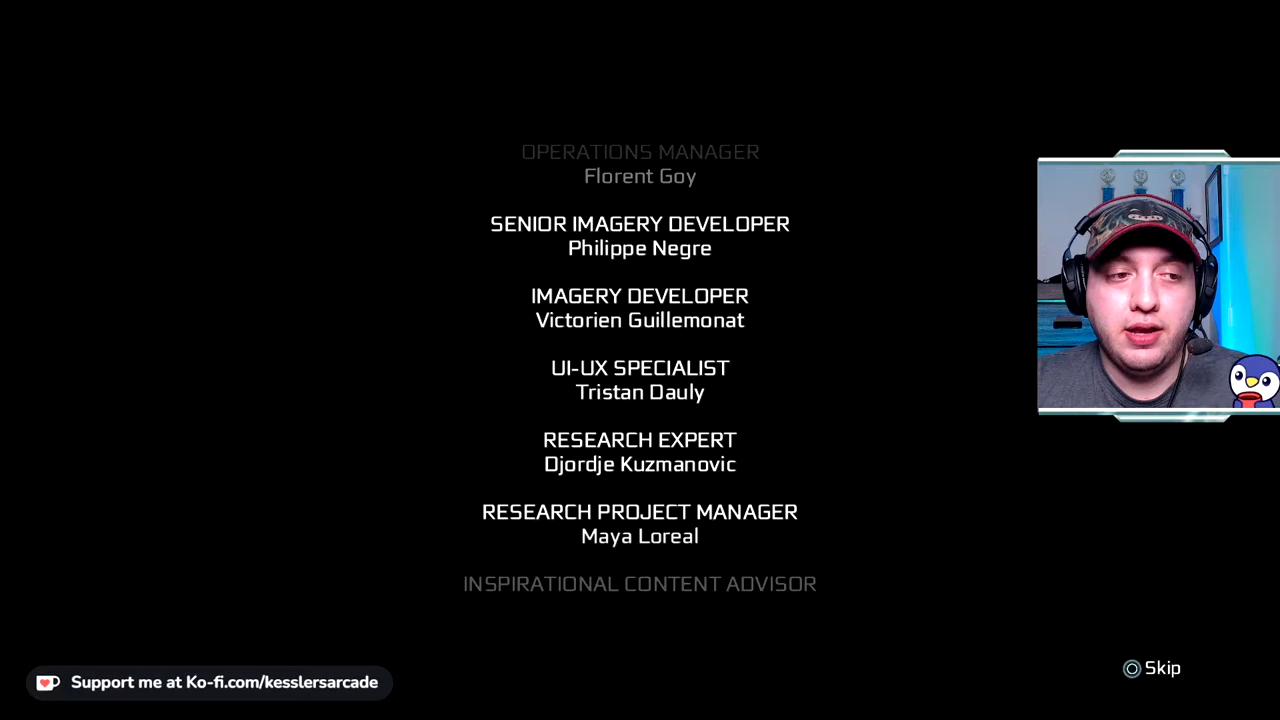 OPERATIONS MANAGER
Florent Goy
SENIOR IMAGERY DEVELOPER
Philippe Negre
IMAGERY DEVELOPER
Victorien Guillemonat
UI-UX SPECIALIST
Tristan Dauly
RESEARCH EXPERT
Djordje Kuzmanovic
RESEARCH PROJECT MANAGER
Maya Loreal
INSPIRATIONAL CONTENT ADVISOR
Skip
Support me at Ko-fi.com/kesslersarcade